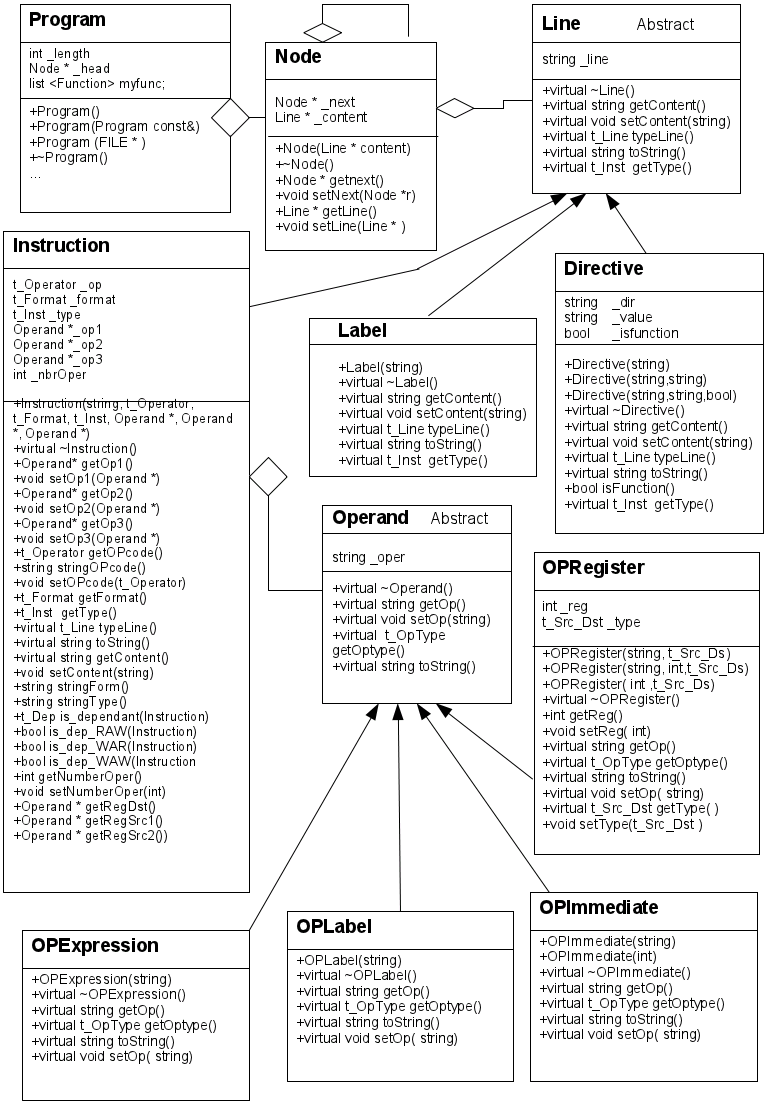 Program
int _length
Node * _head
list <Function> myfunc;
+Program()
+Program(Program const&)
+Program (FILE * )
+~Program()
...
Node
Node * _next
Line * _content
+Node(Line * content)
+~Node()
+Node * getnext()
+void setNext(Node *r)
+Line * getLine()
+void setLine(Line * )
Line Abstract
string _line
+virtual ~Line()
+virtual string getContent()
+virtual void setContent(string)
+virtual t_Line typeLine()
+virtual string toString()
+virtual t_Inst getType()
Instruction
t_Operator _op
t_Format _format
t_Inst _type
Operand *_op1
Operand *_op2
Operand *_op3
int _nbrOper
+Instruction(string, t_Operator,
t_Format, t_Inst, Operand *, Operand
*, Operand *)
+virtual ~Instruction()
+Operand* getOp1()
+void setOp1(Operand *)
+Operand* getOp2()
+void setOp2(Operand *)
+Operand* getOp3()
+void setOp3(Operand *)
+t_Operator getOPcode()
+string stringOPcode()
+void setOPcode(t_Operator)
+t_Format getFormat()
+t_Inst getType()
+virtual t_Line typeLine()
+virtual string toString()
+virtual string getContent()
+void setContent(string)
+string stringForm()
+string stringType()
+t_Dep is_dependant(Instruction)
+bool is_dep_RAW(Instruction)
+bool is_dep_WAR(Instruction)
+bool is_dep_WAW(Instruction
+int getNumberOper()
+void setNumberOper(int)
+Operand * getRegDst()
+Operand * getRegSrc1()
+Operand * getRegSrc2())
Label
+Label(string)
+virtual ~Label()
+virtual string getContent()
+virtual void setContent(string)
+virtual t_Line typeLine()
+virtual string toString()
+virtual t_Inst getType()
Directive
string _dir
string _value
bool _isfunction
+Directive(string)
+Directive(string,string)
+Directive(string,string,bool)
+virtual ~Directive()
+virtual string getContent()
+virtual void setContent(string)
+virtual t_Line typeLine()
+virtual string toString()
+bool isFunction()
+virtual t_Inst getType()
Operand Abstract
string _oper
+virtual ~Operand()
+virtual string getOp()
+virtual void setOp(string)
+virtual t_OpType
getOptype()
+virtual string toString()
OPRegister
int _reg
t_Src_Dst _type
+OPRegister(string, t_Src_Ds)
+OPRegister(string, int,t_Src_Ds)
+OPRegister( int ,t_Src_Ds)
+virtual ~OPRegister()
+int getReg()
+void setReg( int)
+virtual string getOp()
+virtual t_OpType getOptype()
+virtual string toString()
+virtual void setOp( string)
+virtual t_Src_Dst getType( )
+void setType(t_Src_Dst )
OPExpression
+OPExpression(string)
+virtual ~OPExpression()
+virtual string getOp()
+virtual t_OpType getOptype()
+virtual string toString()
+virtual void setOp( string)
OPLabel
+OPLabel(string)
+virtual ~OPLabel()
+virtual string getOp()
+virtual t_OpType getOptype()
+virtual string toString()
+virtual void setOp( string)
OPImmediate
+OPImmediate(string)
+OPImmediate(int)
+virtual ~OPImmediate()
+virtual string getOp()
+virtual t_OpType getOptype()
+virtual string toString()
+virtual void setOp( string)